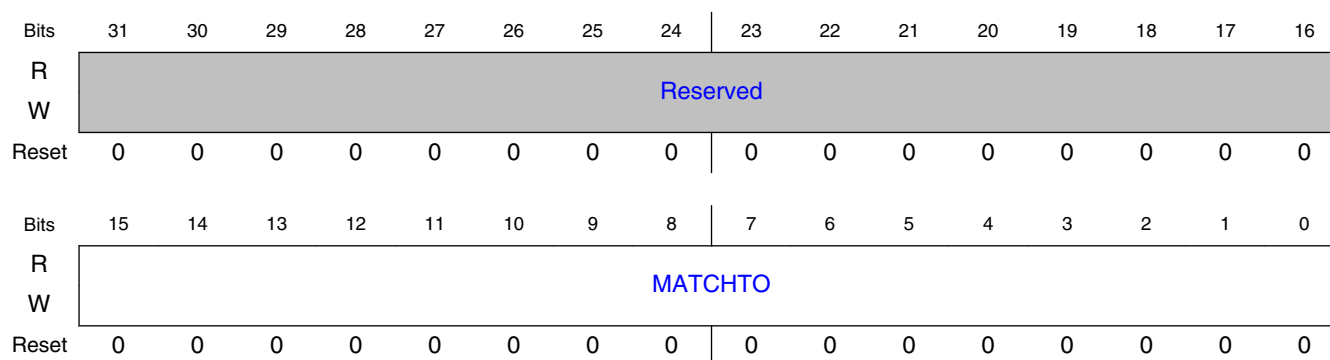 Bits 31 30 29 28 27 26 25 24 23 22 21 20 19 18 17 16
R
Reserved
W
Reset 0 0 0 0 0 0 0 0 0 0 0 0 0 0 0 0
Bits 15 14 13 12 11 10 9 8 7 6 5 4 3 2 1 0
R
MATCHTO
W
Reset 0 0 0 0 0 0 0 0 0 0 0 0 0 0 0 0